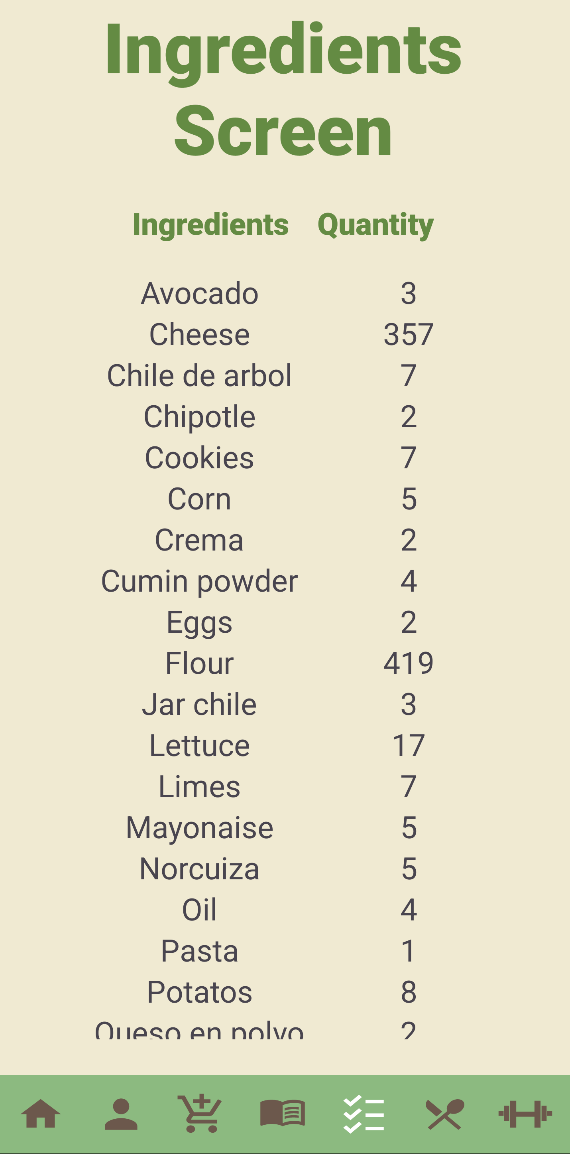 Ingredients
Screen
Ingredients Quantity
Avocado 3
Cheese 357
Chile de arbol 7
Chipotle 2
Cookies 7
Corn 5
Crema 2
Cumin powder 4
Eggs 2
Flour 419
Jar chile 3
Lettuce 17
Limes 7
Mayonaise 5
Norcuiza 5
Oil 4
Pasta 1
Potatos 8
Queso en polvo 2